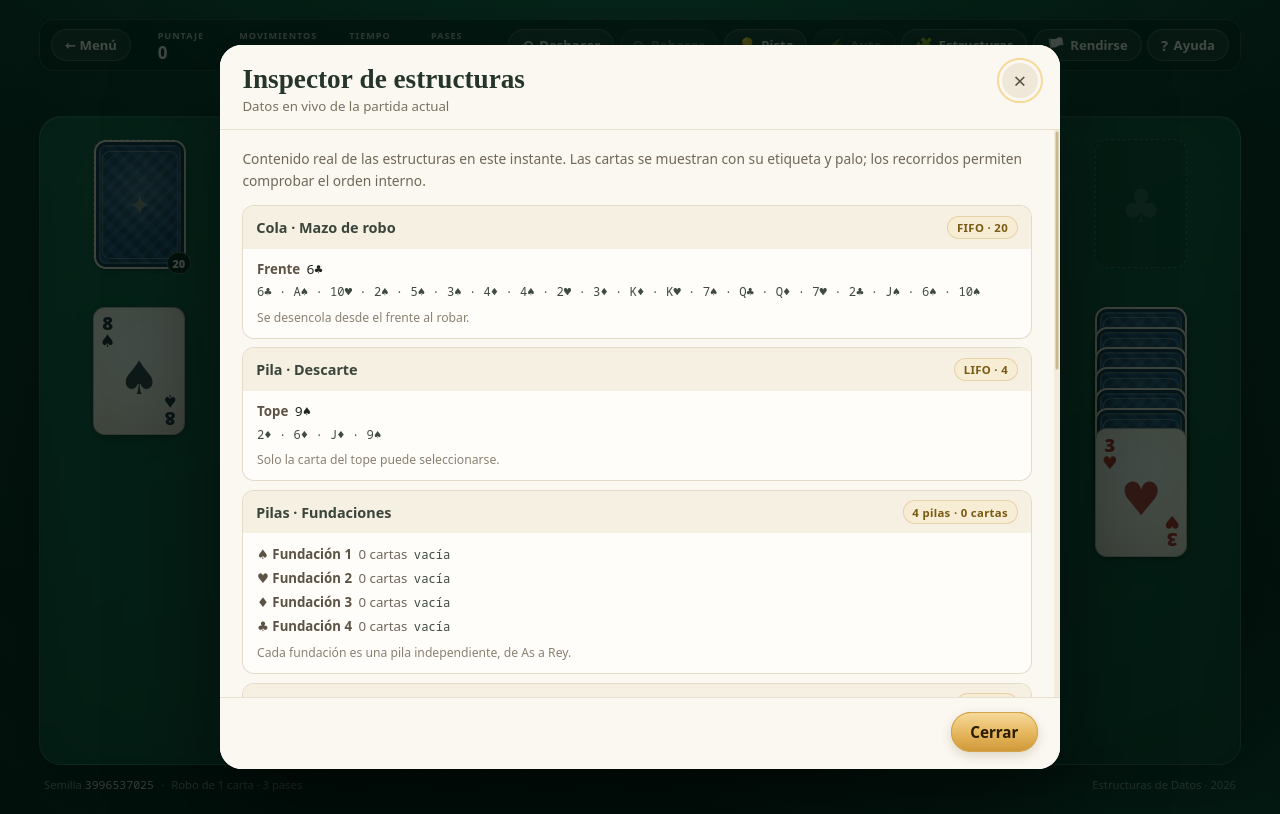 ← Menú
PUNTAJE
0
MOVIMIENTOS
TIEMPO
PASES
Deshacer
Rehacer
Pista
Auto
Estructuras
Rendirse
? Ayuda
Inspector de estructuras
Datos en vivo de la partida actual
✕
Contenido real de las estructuras en este instante. Las cartas se muestran con su etiqueta y palo; los recorridos permiten
comprobar el orden interno.
Cola · Mazo de robo
FIFO · 20
Frente 6♣
6♣ · A♠ · 10♥ · 2♠ · 5♠ · 3♠ · 4♦ · 4♠ · 2♥ · 3♦ · K♦ · K♥ · 7♠ · Q♣ · Q♦ · 7♥ · 2♣ · J♠ · 6♠ · 10♠
Se desencola desde el frente al robar.
Pila · Descarte
LIFO · 4
Tope 9♠
2♦ · 6♦ · J♦ · 9♠
Solo la carta del tope puede seleccionarse.
Pilas · Fundaciones
4 pilas · 0 cartas
♠ Fundación 1 0 cartas vacía
♥ Fundación 2 0 cartas vacía
♦ Fundación 3 0 cartas vacía
♣ Fundación 4 0 cartas vacía
Cada fundación es una pila independiente, de As a Rey.
Cerrar
20
8
♠
8
♣
3
♥
3
Semilla 3996537025 · Robo de 1 carta · 3 pases
Estructuras de Datos · 2026